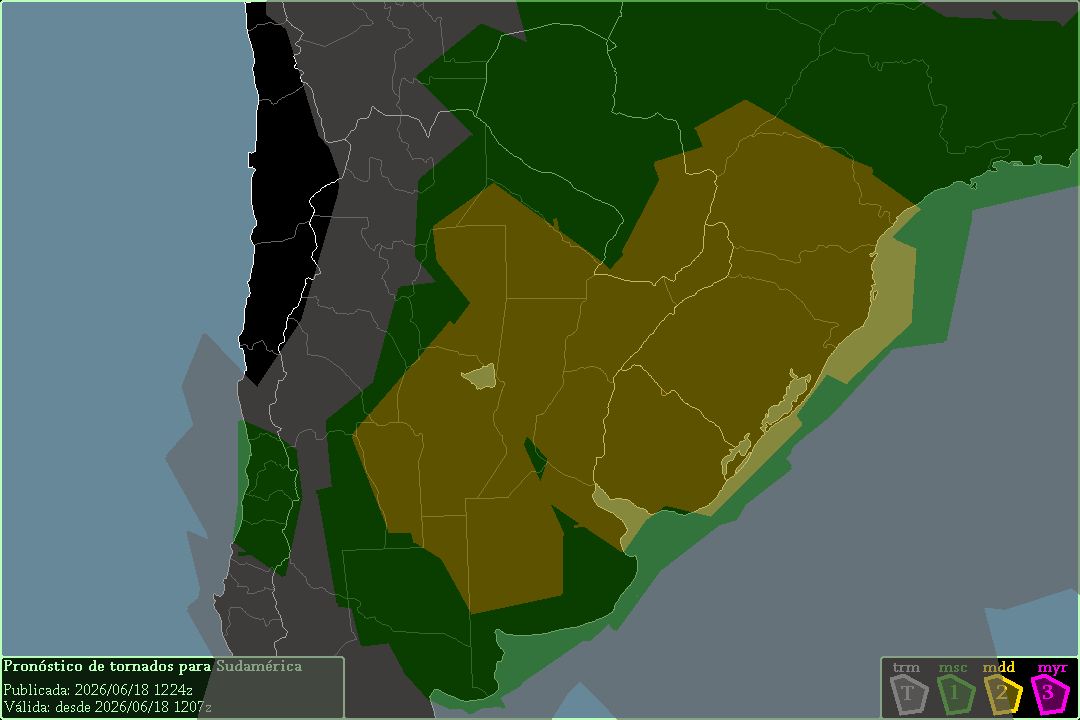 Pronóstico de tornados para Sudamérica
Publicada: 2026/06/18 1224z
Válida: desde 2026/06/18 1207z
trm msc mdd myr
T 1 2 3